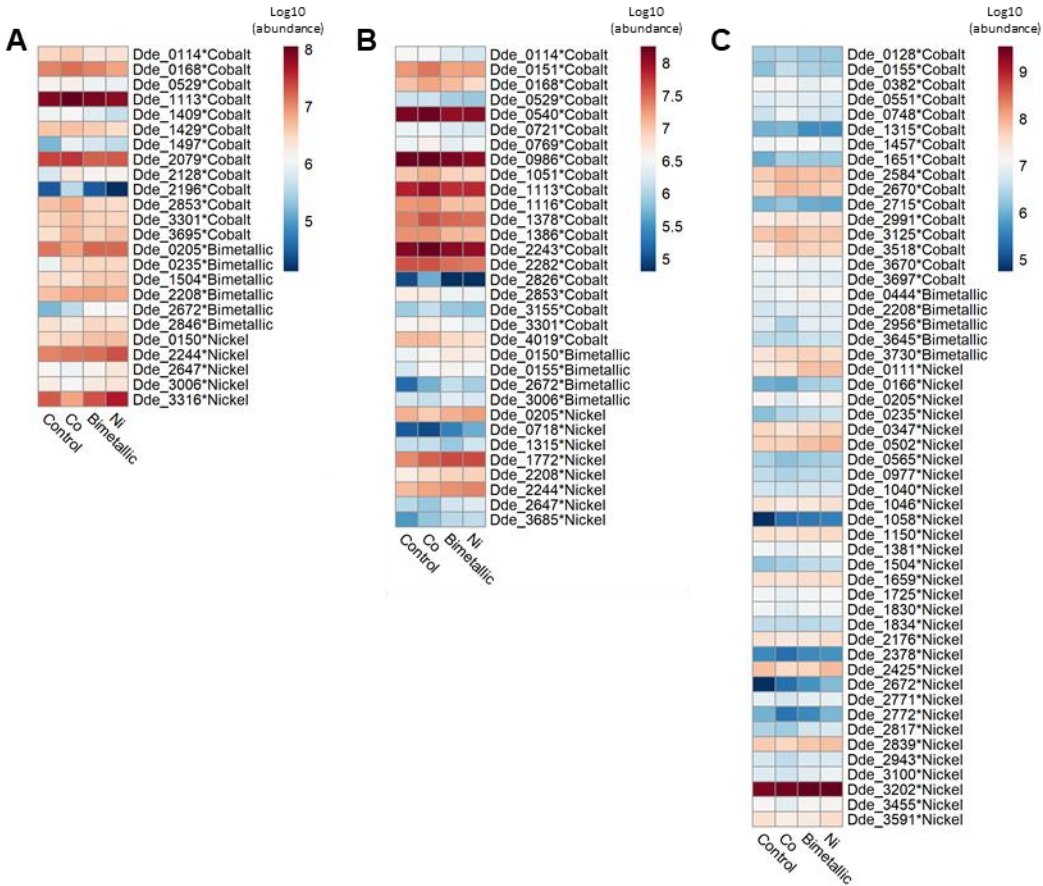 A
Log10
(abundance)
Dde_0114*Cobalt
Dde_0168*Cobalt
Dde_0529*Cobalt
Dde_1113*Cobalt
Dde_1409*Cobalt
Dde_1429*Cobalt
Dde_1497*Cobalt
Dde_2079*Cobalt
Dde_2128*Cobalt
Dde_2196*Cobalt
Dde_2853*Cobalt
Dde_3301*Cobalt
Dde_3695*Cobalt
Dde_0205*Bimetallic
Dde_0235*Bimetallic
Dde_1504*Bimetallic
Dde_2208*Bimetallic
Dde_2672*Bimetallic
Dde_2846*Bimetallic
Dde_0150*Nickel
Dde_2244*Nickel
Dde_2647*Nickel
Dde_3006*Nickel
Dde_3316*Nickel
8
7
6
5
Control
Co
Bimetallic
Ni
B
Log10
(abundance)
Dde_0114*Cobalt
Dde_0151*Cobalt
Dde_0168*Cobalt
Dde_0529*Cobalt
Dde_0540*Cobalt
Dde_0721*Cobalt
Dde_0769*Cobalt
Dde_0986*Cobalt
Dde_1051*Cobalt
Dde_1113*Cobalt
Dde_1116*Cobalt
Dde_1378*Cobalt
Dde_1386*Cobalt
Dde_2243*Cobalt
Dde_2282*Cobalt
Dde_2826*Cobalt
Dde_2853*Cobalt
Dde_3155*Cobalt
Dde_3301*Cobalt
Dde_4019*Cobalt
Dde_0150*Bimetallic
Dde_0155*Bimetallic
Dde_2672*Bimetallic
Dde_3006*Bimetallic
Dde_0205*Nickel
Dde_0718*Nickel
Dde_1315*Nickel
Dde_1772*Nickel
Dde_2208*Nickel
Dde_2244*Nickel
Dde_2647*Nickel
Dde_3685*Nickel
8
7.5
7
6.5
6
5.5
5
Control
Co
Bimetallic
Ni
C
Log10
(abundance)
Dde_0128*Cobalt
Dde_0155*Cobalt
Dde_0382*Cobalt
Dde_0551*Cobalt
Dde_0748*Cobalt
Dde_1315*Cobalt
Dde_1457*Cobalt
Dde_1651*Cobalt
Dde_2584*Cobalt
Dde_2670*Cobalt
Dde_2715*Cobalt
Dde_2991*Cobalt
Dde_3125*Cobalt
Dde_3518*Cobalt
Dde_3670*Cobalt
Dde_3697*Cobalt
Dde_0444*Bimetallic
Dde_2208*Bimetallic
Dde_2956*Bimetallic
Dde_3645*Bimetallic
Dde_3730*Bimetallic
Dde_0111*Nickel
Dde_0166*Nickel
Dde_0205*Nickel
Dde_0235*Nickel
Dde_0347*Nickel
Dde_0502*Nickel
Dde_0565*Nickel
Dde_0977*Nickel
Dde_1040*Nickel
Dde_1046*Nickel
Dde_1058*Nickel
Dde_1150*Nickel
Dde_1381*Nickel
Dde_1504*Nickel
Dde_1659*Nickel
Dde_1725*Nickel
Dde_1830*Nickel
Dde_1834*Nickel
Dde_2176*Nickel
Dde_2378*Nickel
Dde_2425*Nickel
Dde_2672*Nickel
Dde_2771*Nickel
Dde_2772*Nickel
Dde_2817*Nickel
Dde_2839*Nickel
Dde_2943*Nickel
Dde_3100*Nickel
Dde_3202*Nickel
Dde_3455*Nickel
Dde_3591*Nickel
9
8
7
6
5
Control
Co
Bimetallic
Ni